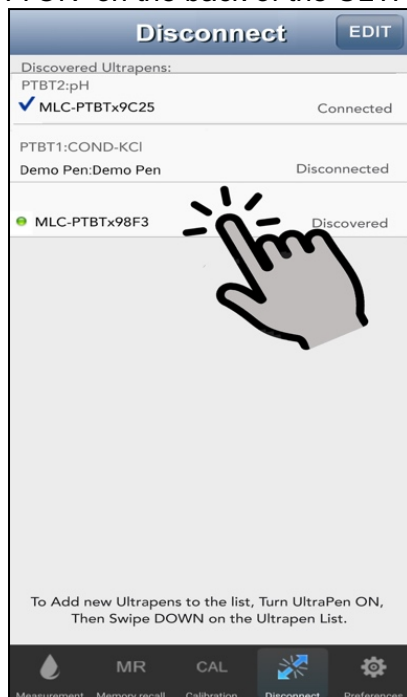 Disconnect EDIT
Discovered Ultrapens:
PTBT2:pH
MLC-PTBTx9C25 Connected
PTBT1:COND-KCl
Demo Pen:Demo Pen Disconnected
MLC-PTBTx98F3 Discovered
To Add new Ultrapens to the list, Turn UltraPen ON,
Then Swipe DOWN on the Ultrapen List.
MR CAL
Measurement Memory recall Calibration Disconnect Preferences